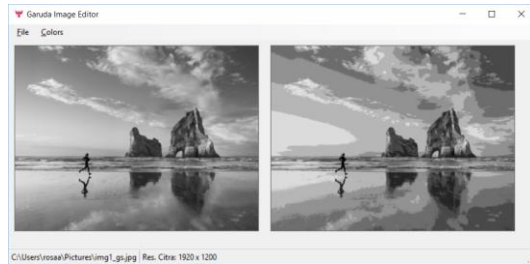 Garuda Image Editor
File Colors
C:\Users\rosaa\Pictures\img1_gs.jpg Res. Citra: 1920 x 1200